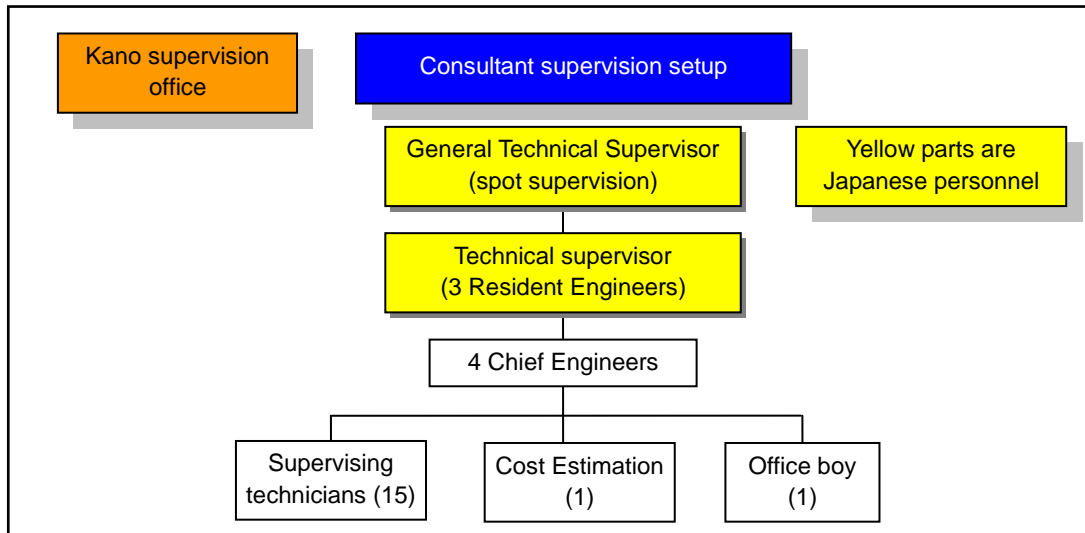 Kano supervision
office
Consultant supervision setup
General Technical Supervisor
(spot supervision)
Yellow parts are
Japanese personnel
Technical supervisor
(3 Resident Engineers)
4 Chief Engineers
Supervising
technicians (15)
Cost Estimation
(1)
Office boy
(1)